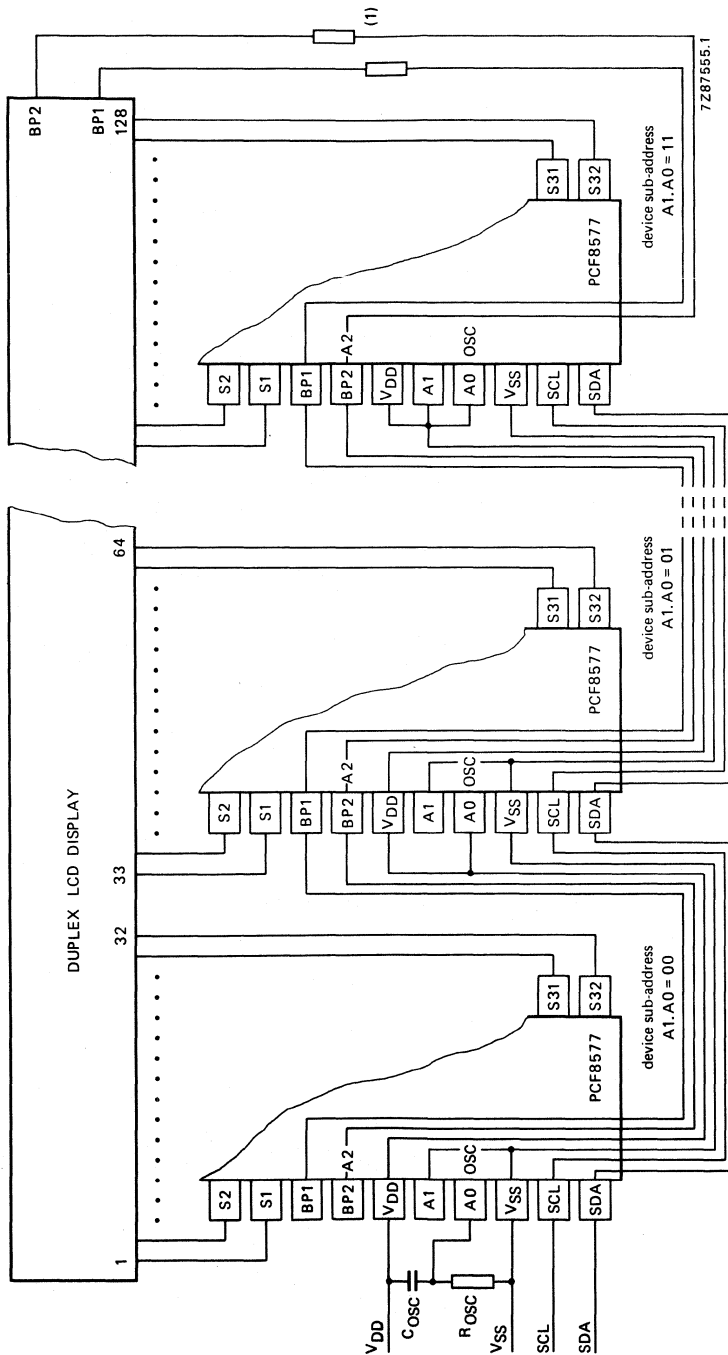 DUPLEX LCD DISPLAY
1
32
33
64
128
BP1
BP2
(1)
S2
S1
BP1
BP2
A2
VDD
A1
A0
OSC
VSS
SCL
SDA
S31
S32
PCF8577
device sub-address
A1.A0 = 00
VDD
COSC
ROSC
VSS
SCL
SDA
S2
S1
BP1
BP2
A2
VDD
A1
A0
OSC
VSS
SCL
SDA
S31
S32
PCF8577
device sub-address
A1.A0 = 01
S2
S1
BP1
BP2
A2
VDD
A1
A0
OSC
VSS
SCL
SDA
S31
S32
PCF8577
device sub-address
A1.A0 = 11
7Z87555.1